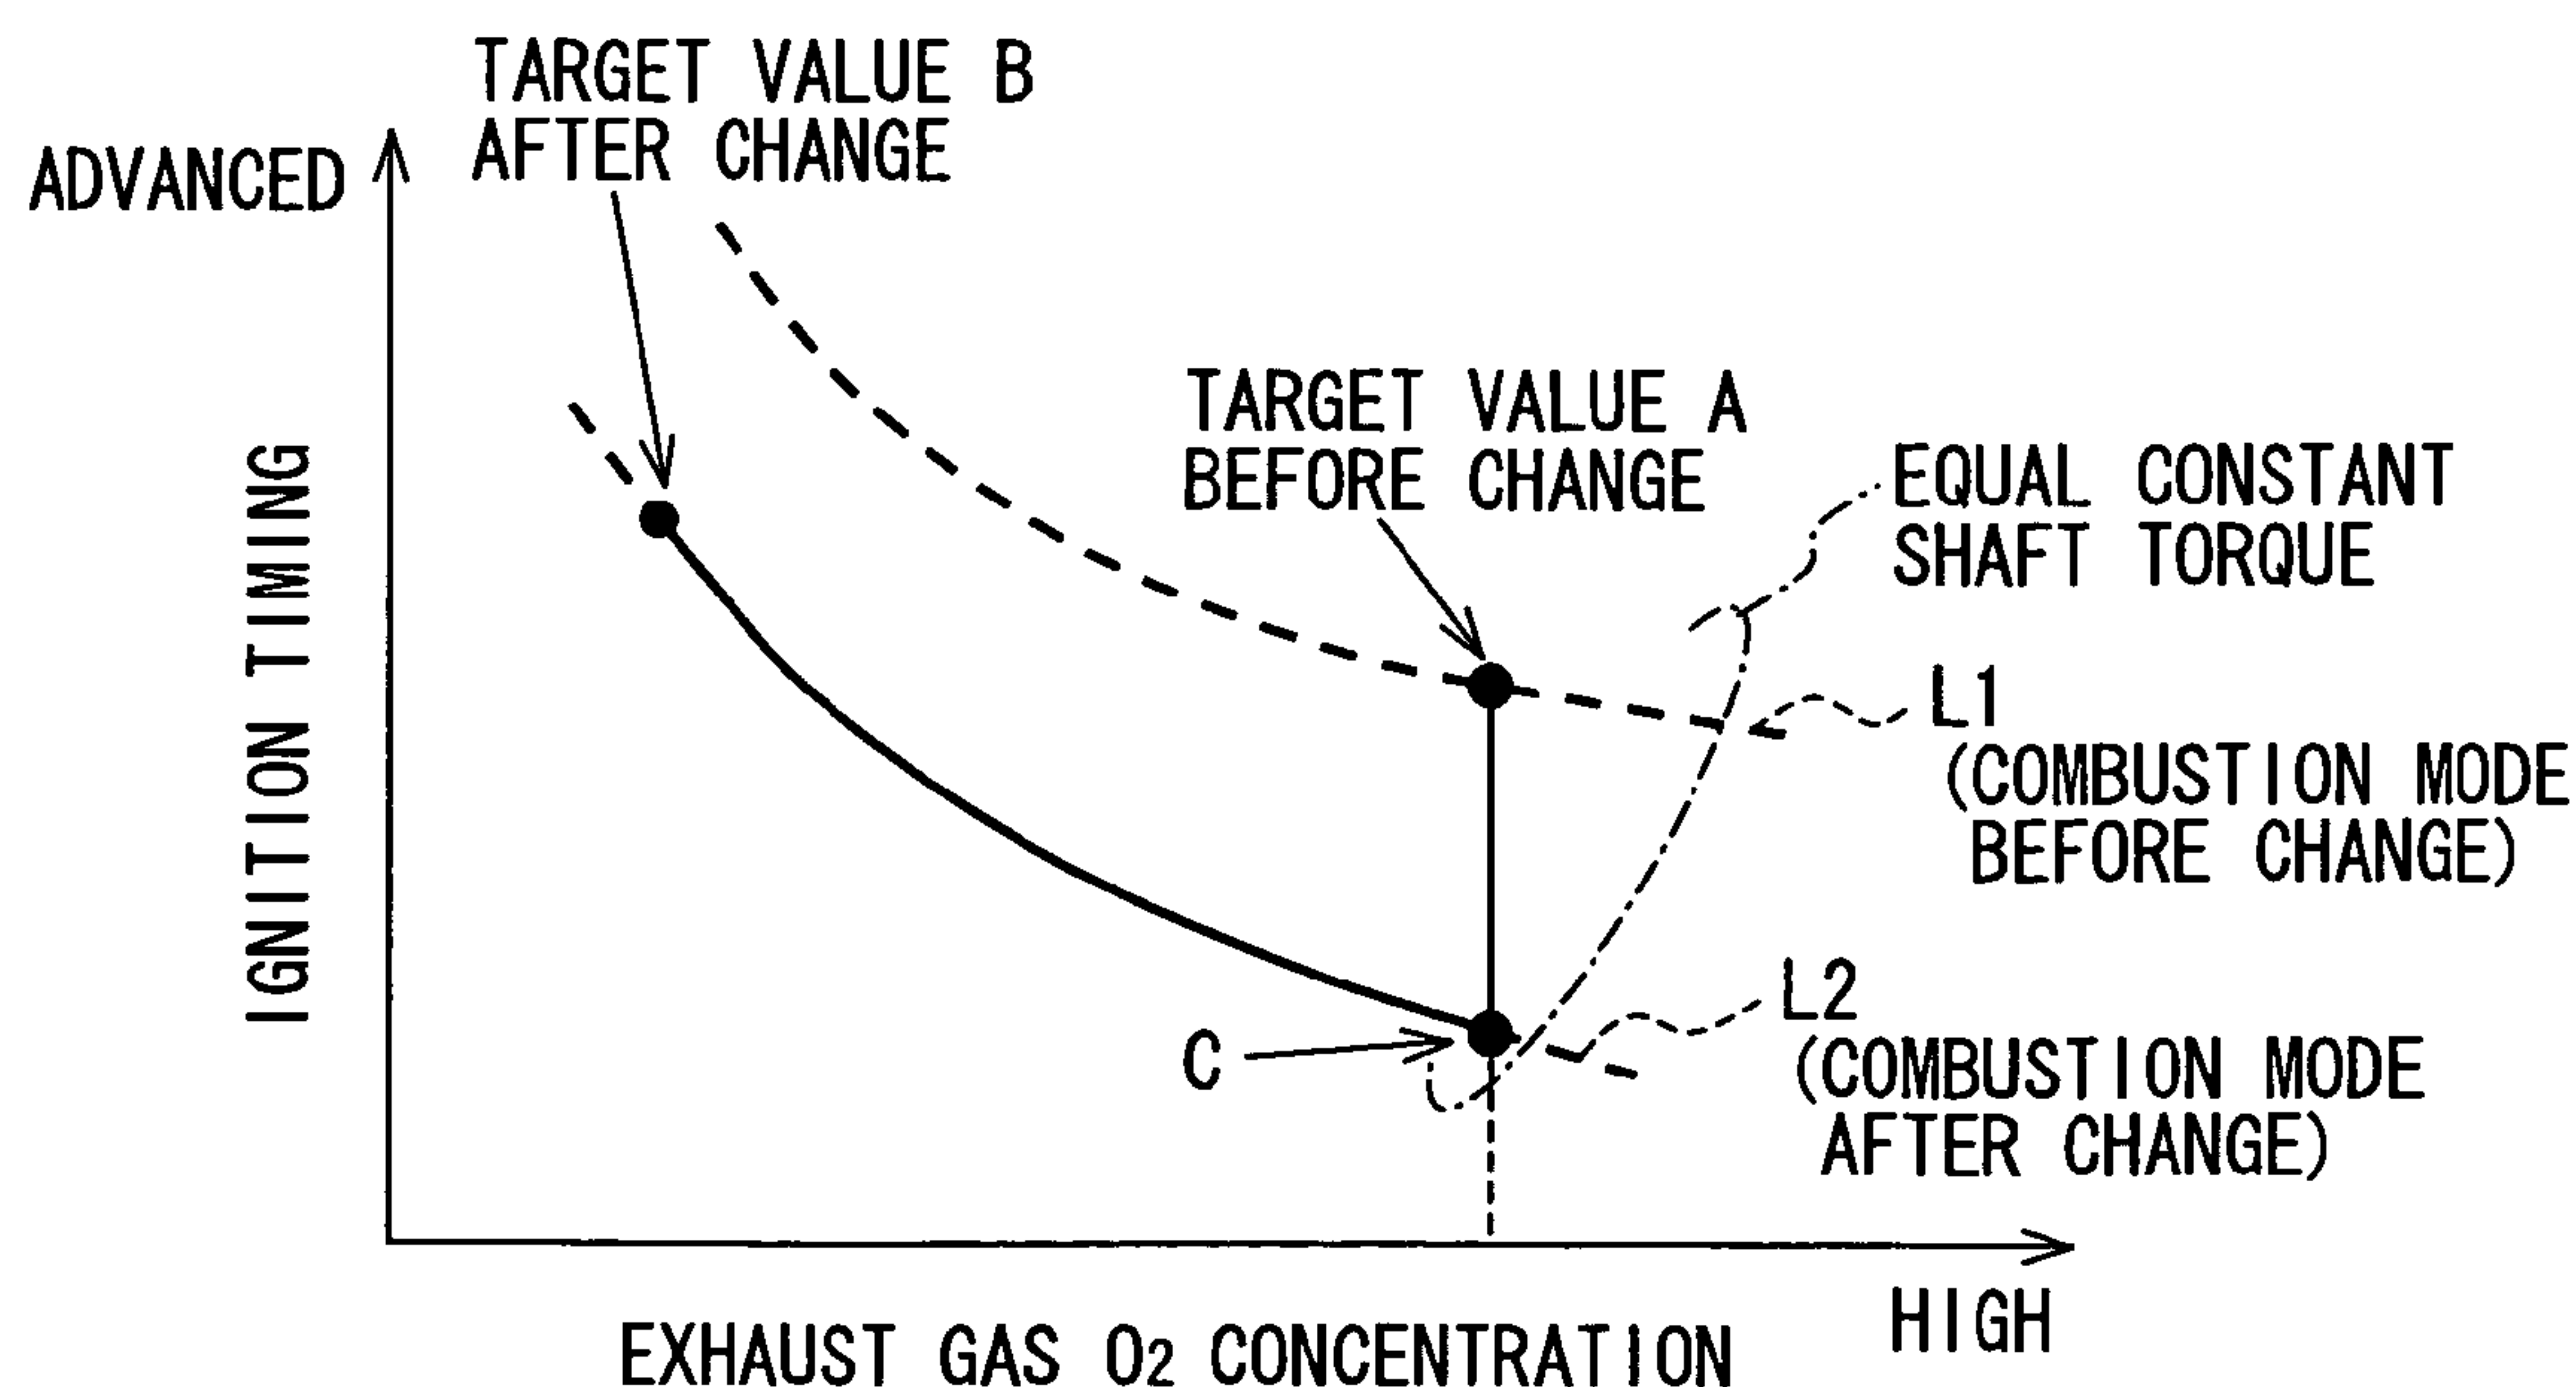 TARGET VALUE B
AFTER CHANGE
ADVANCED
TARGET VALUE A
BEFORE CHANGE
EQUAL CONSTANT
SHAFT TORQUE
IGNITION TIMING
L1
(COMBUSTION MODE
BEFORE CHANGE)
L2
(COMBUSTION MODE
AFTER CHANGE)
C
HIGH
EXHAUST GAS O2 CONCENTRATION